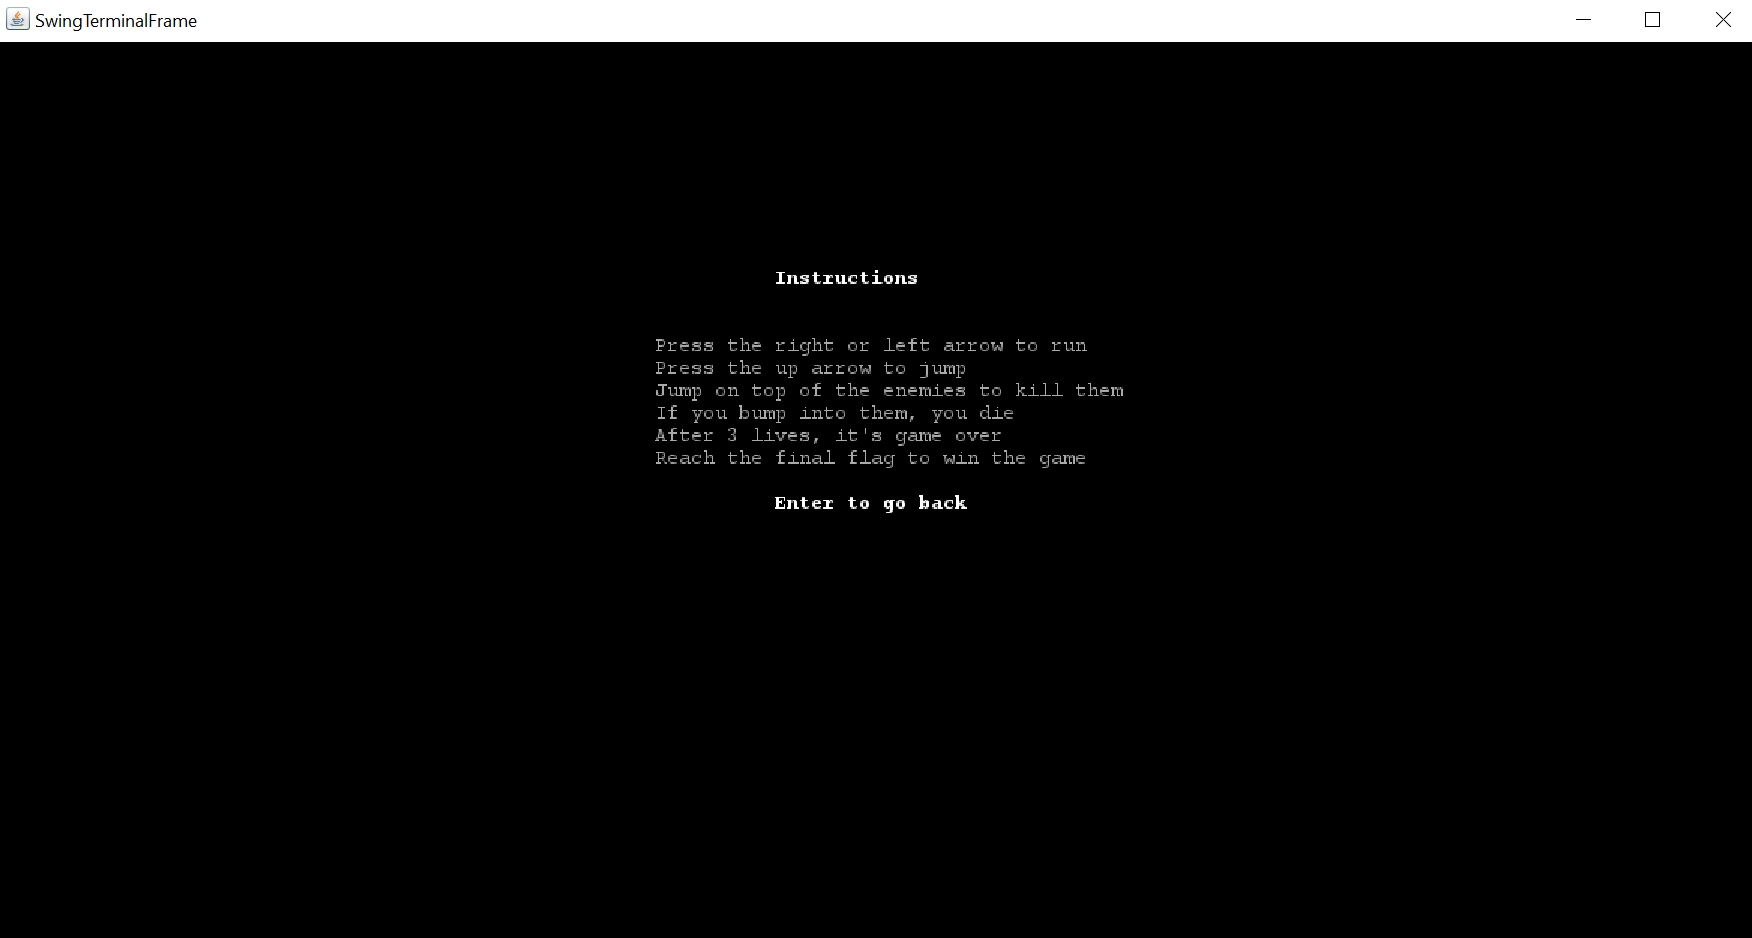 SwingTerminalFrame
Instructions
Press the right or left arrow to run
Press the up arrow to jump
Jump on top of the enemies to kill them
If you bump into them, you die
After 3 lives, it's game over
Reach the final flag to win the game
Enter to go back